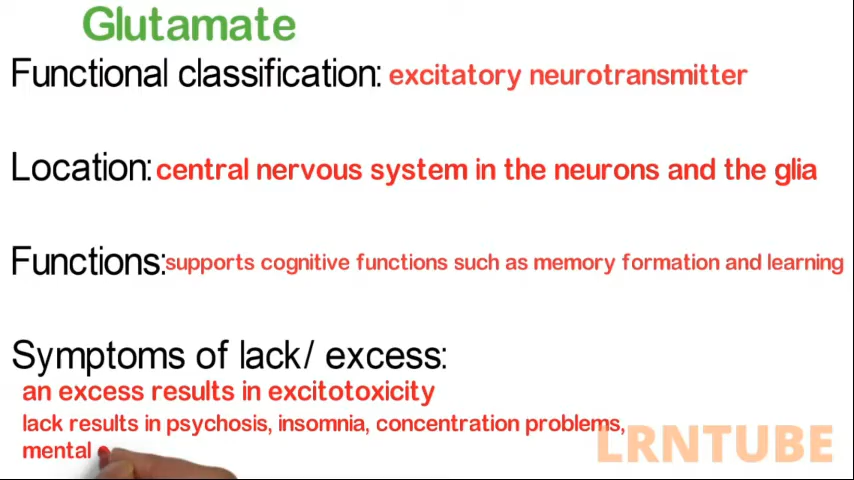 Glutamate
Functional classification: excitatory neurotransmitter
Location: central nervous system in the neurons and the glia
Functions: supports cognitive functions such as memory formation and learning
Symptoms of lack/ excess:
an excess results in excitotoxicity
lack results in psychosis, insomnia, concentration problems,
mental
LRNTUBE